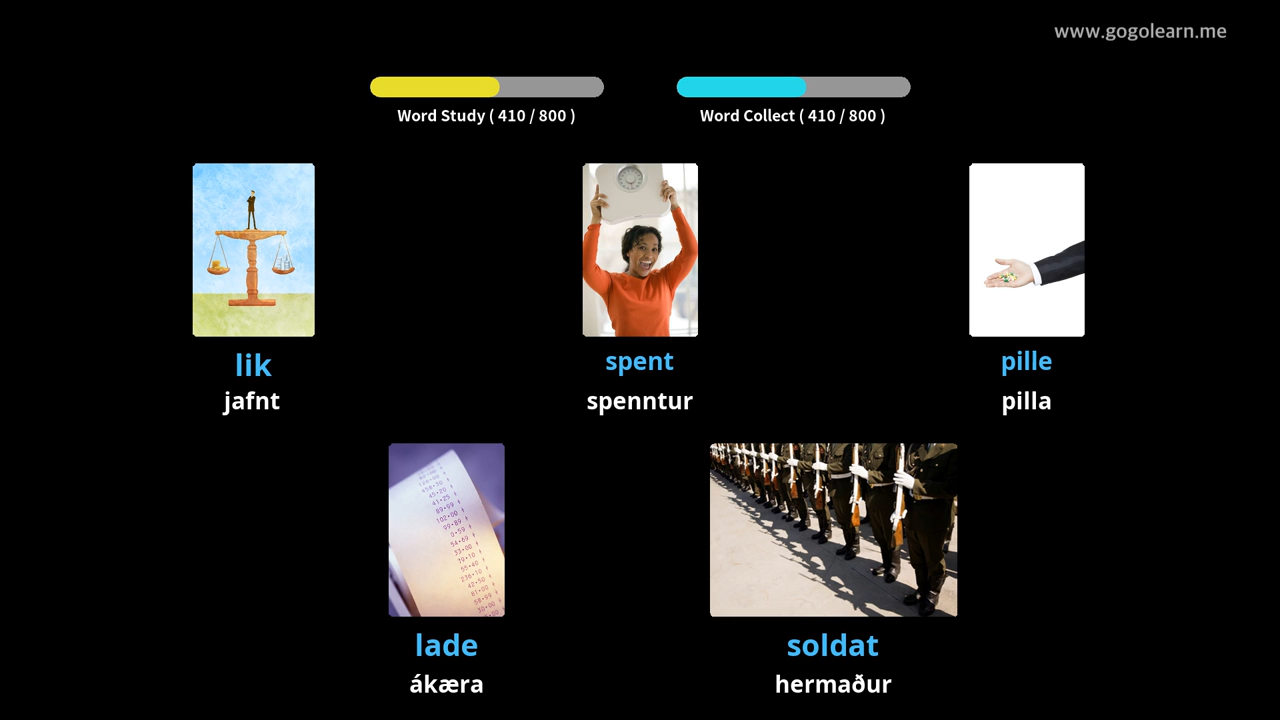 www.gogolearn.me
Word Study ( 410 / 800 )
Word Collect ( 410 / 800 )
lik
jafnt
spent
spenntur
pille
pilla
lade
ákæra
soldat
hermaður